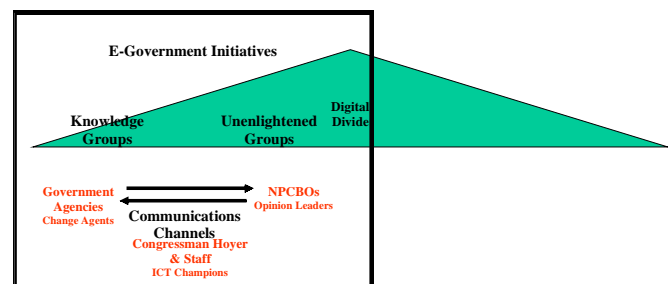 E-Government Initiatives
Digital
Divide
Knowledge
Groups
Unenlightened
Groups
Government
Agencies
Change Agents
NPCBOs
Opinion Leaders
Communications
Channels
Congressman Hoyer
& Staff
ICT Champions